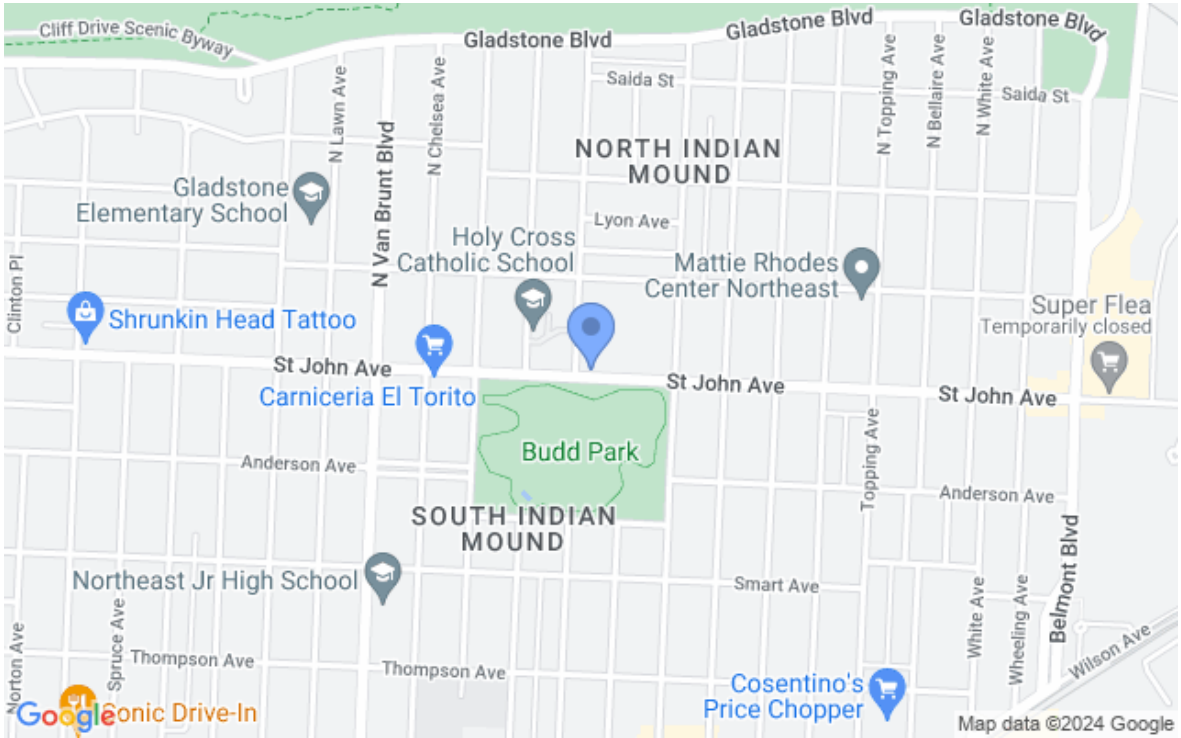 Cliff Drive Scenic Byway
Gladstone Blvd
Gladstone Blvd
Gladstone Blvd
Saida St
Saida St
N Lawn Ave
N Van Brunt Blvd
N Chelsea Ave
N Topping Ave
N Bellaire Ave
N White Ave
NORTH INDIAN
MOUND
Gladstone
Elementary School
Lyon Ave
Holy Cross
Catholic School
Mattie Rhodes
Center Northeast
Clinton Pl
Shrunkin Head Tattoo
Super Flea
Temporarily closed
St John Ave
Carniceria El Torito
St John Ave
St John Ave
Budd Park
Topping Ave
Anderson Ave
Anderson Ave
SOUTH INDIAN
MOUND
Northeast Jr High School
Smart Ave
Belmont Blvd
Norton Ave
Spruce Ave
White Ave
Wheeling Ave
Wilson Ave
Thompson Ave
Thompson Ave
Cosentino's
Price Chopper
Sonic Drive-In
Google
Map data ©2024 Google